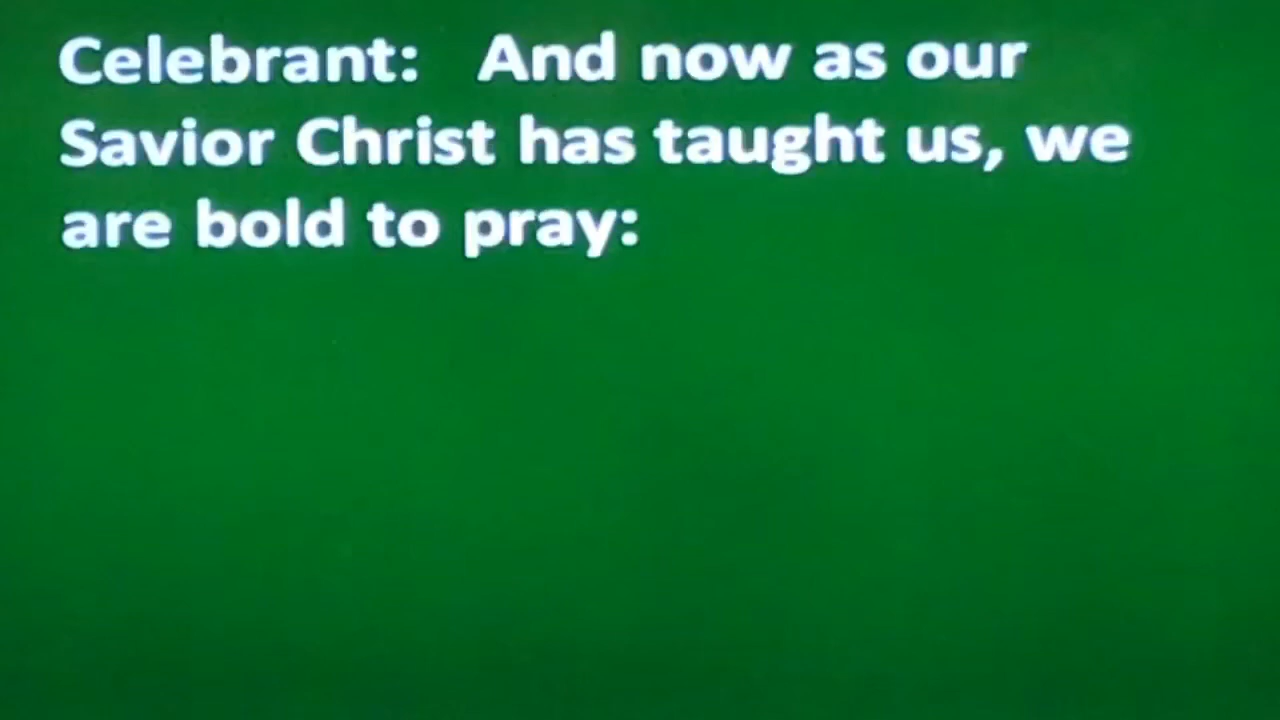 Celebrant: And now as our
Savior Christ has taught us, we
are bold to pray: